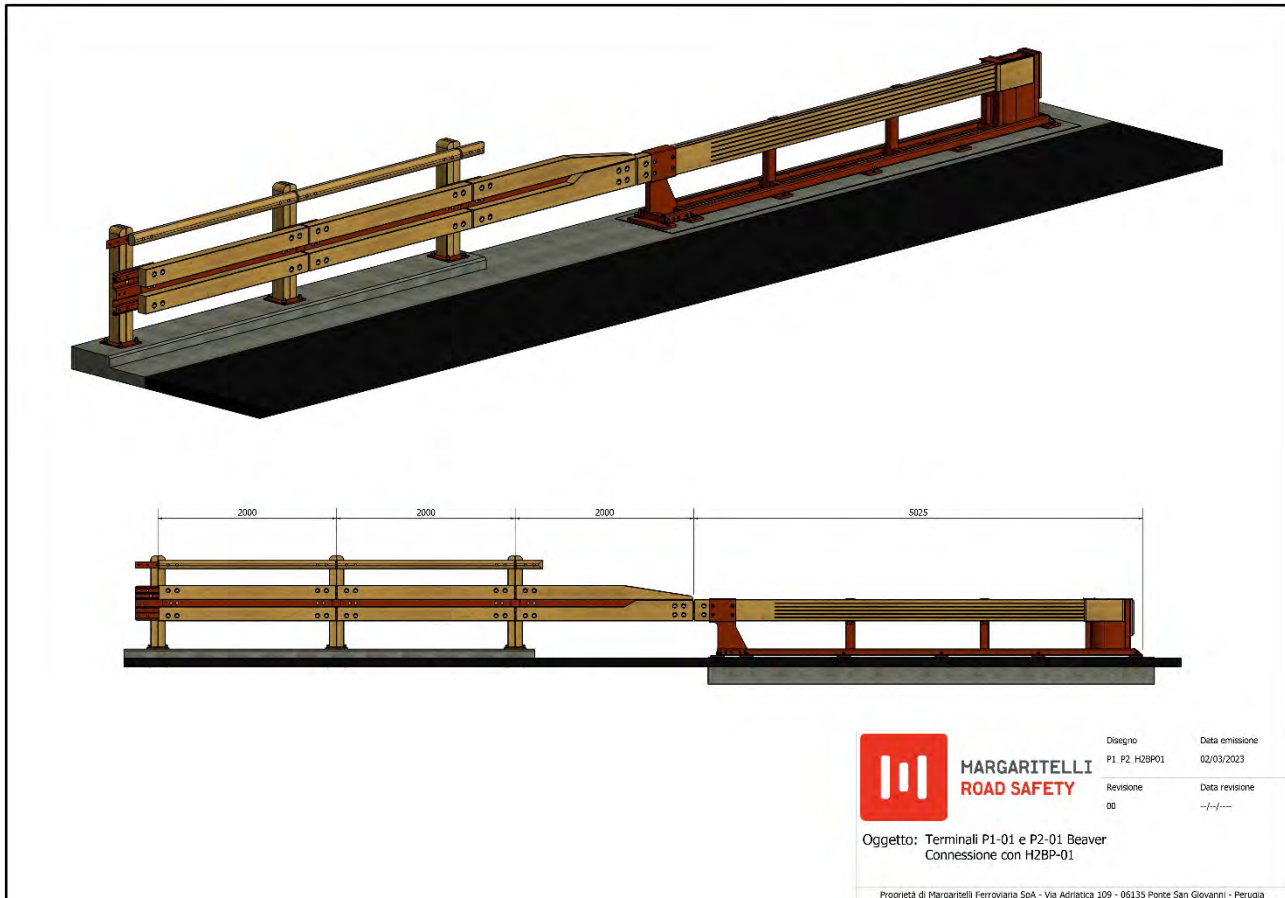 2000
2000
2000
5025
MARGARITELLI
ROAD SAFETY
Disegno
Data emissione
P1_P2_H2BP01
02/03/2023
Revisione
Data revisione
00
--/--/----
Oggetto: Terminali P1-01 e P2-01 Beaver
Connessione con H2BP-01
Proprietà di Margaritelli Ferroviaria SpA - Via Adriatica 109 - 06135 Ponte San Giovanni - Perugia